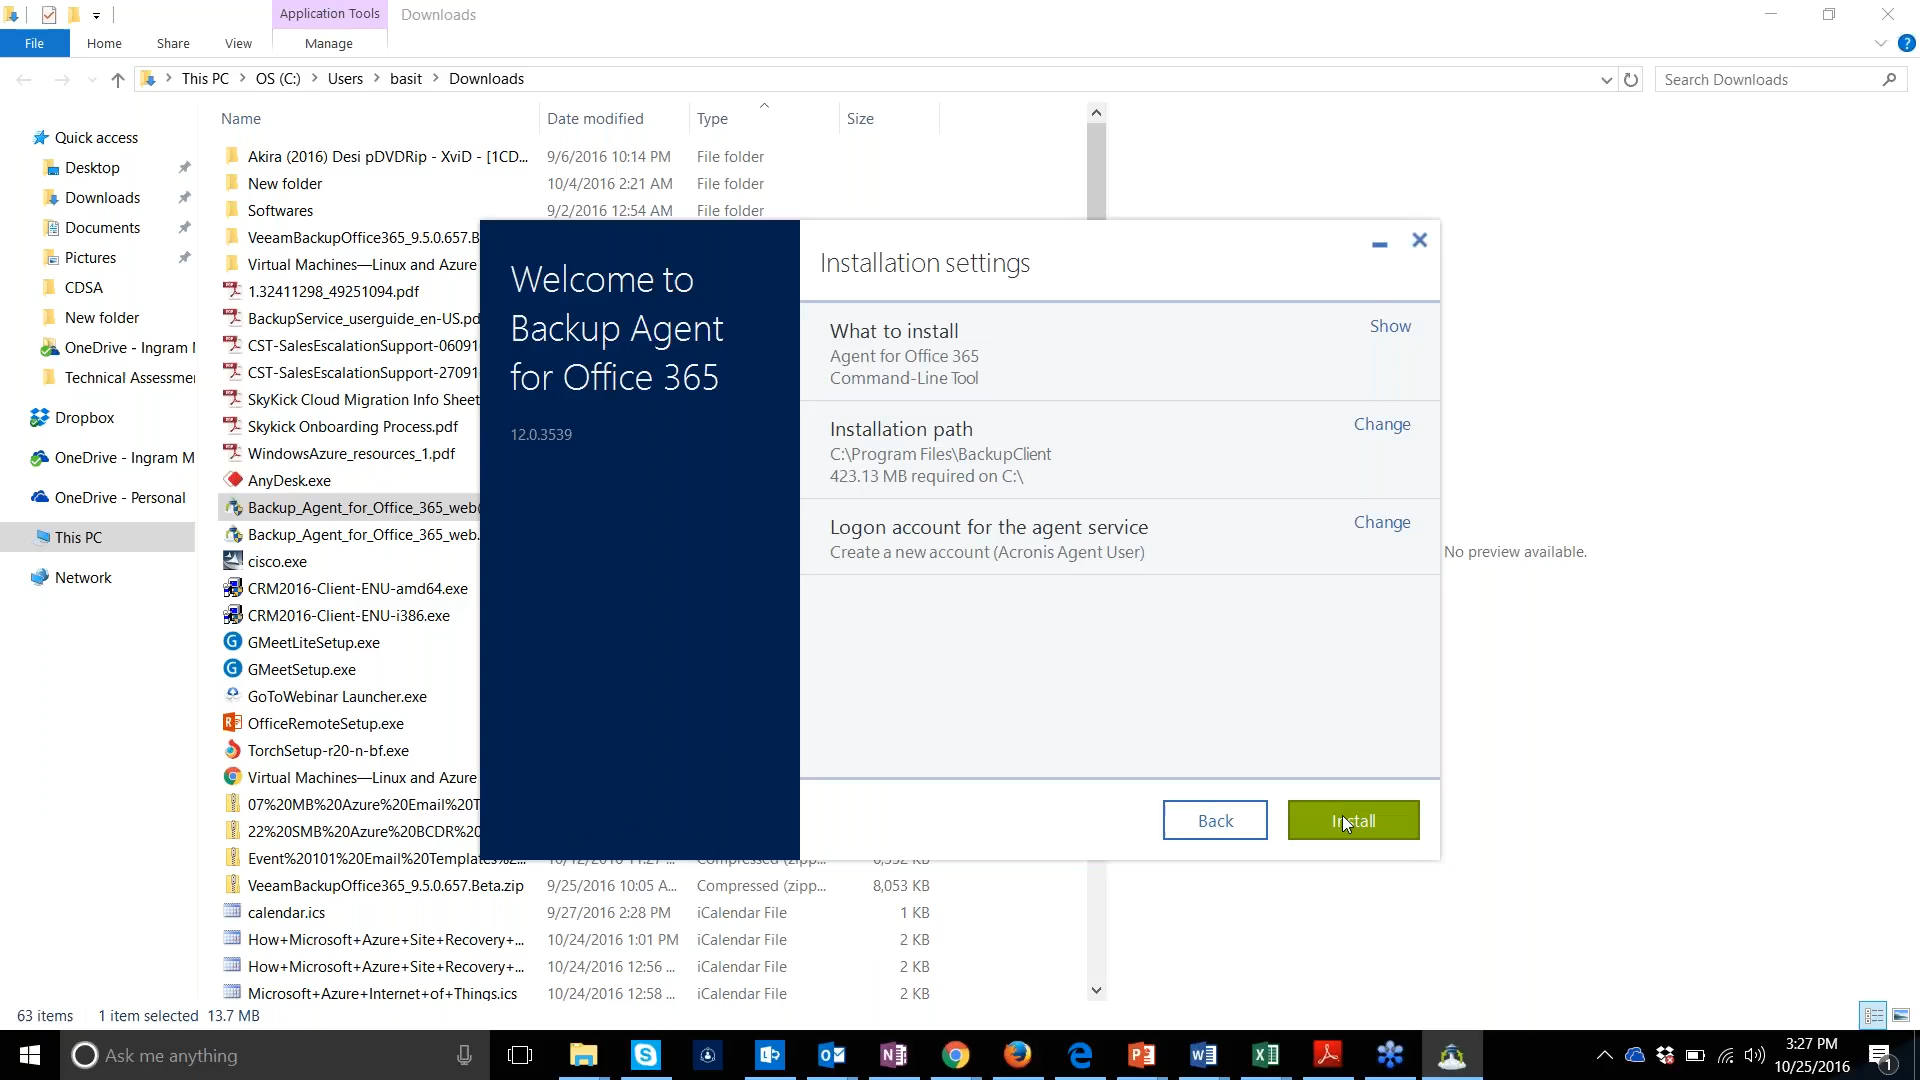 Application Tools
Downloads
File
Home
Share
View
Manage
This PC
OS (C:)
Users
basit
Downloads
Search Downloads
Name
Date modified
Type
Size
Quick access
Desktop
Downloads
Documents
Pictures
CDSA
New folder
OneDrive - Ingram
Technical Assessme
Dropbox
OneDrive - Ingram M
OneDrive - Personal
This PC
Network
Akira (2016) Desi pDVDRip - XviD - [1CD... 9/6/2016 10:14 PM File folder
New folder 10/4/2016 2:21 AM File folder
Softwares 9/2/2016 12:54 AM File folder
VeeamBackupOffice365_9.5.0.657.B
Virtual Machines—Linux and Azure
1.32411298_49251094.pdf
BackupService_userguide_en-US.pd
CST-SalesEscalationSupport-06091
CST-SalesEscalationSupport-27091
SkyKick Cloud Migration Info Sheet
Skykick Onboarding Process.pdf
WindowsAzure_resources_1.pdf
AnyDesk.exe
Backup_Agent_for_Office_365_web(
Backup_Agent_for_Office_365_web.
cisco.exe
CRM2016-Client-ENU-amd64.exe
CRM2016-Client-ENU-i386.exe
GMeetLiteSetup.exe
GMeetSetup.exe
GoToWebinar Launcher.exe
OfficeRemoteSetup.exe
TorchSetup-r20-n-bf.exe
Virtual Machines—Linux and Azure
07%20MB%20Azure%20Email%20T
22%20SMB%20Azure%20BCDR%20
Event%20101%20Email%20Templates%2...
VeeamBackupOffice365_9.5.0.657.Beta.zip 9/25/2016 10:05 A... Compressed (zipp... 8,053 KB
calendar.ics 9/27/2016 2:28 PM iCalendar File 1 KB
How+Microsoft+Azure+Site+Recovery+... 10/24/2016 1:01 PM iCalendar File 2 KB
How+Microsoft+Azure+Site+Recovery+... 10/24/2016 12:56 ... iCalendar File 2 KB
Microsoft+Azure+Internet+of+Things.ics 10/24/2016 12:58 ... iCalendar File 2 KB
Welcome to
Backup Agent
for Office 365
12.0.3539
Installation settings
What to install
Show
Agent for Office 365
Command-Line Tool
Installation path
Change
C:\Program Files\BackupClient
423.13 MB required on C:\
Logon account for the agent service
Change
Create a new account (Acronis Agent User)
Back
Install
No preview available.
63 items 1 item selected 13.7 MB
Ask me anything
3:27 PM
10/25/2016
1